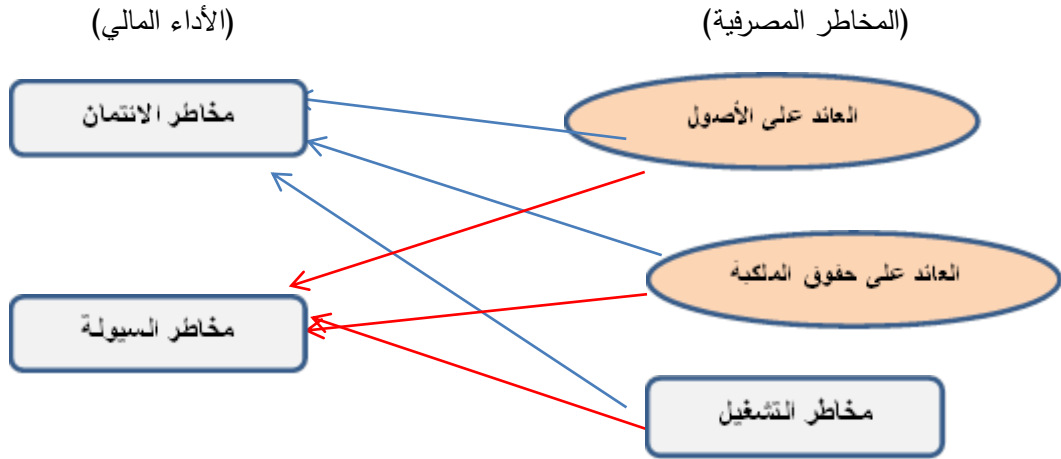 (المخاطر المصرفية)
(الأداء المالي)
العائد على الأصول
مخاطر الائتمان
العائد على حقوق الملكية
مخاطر السيولة
مخاطر التشغيل